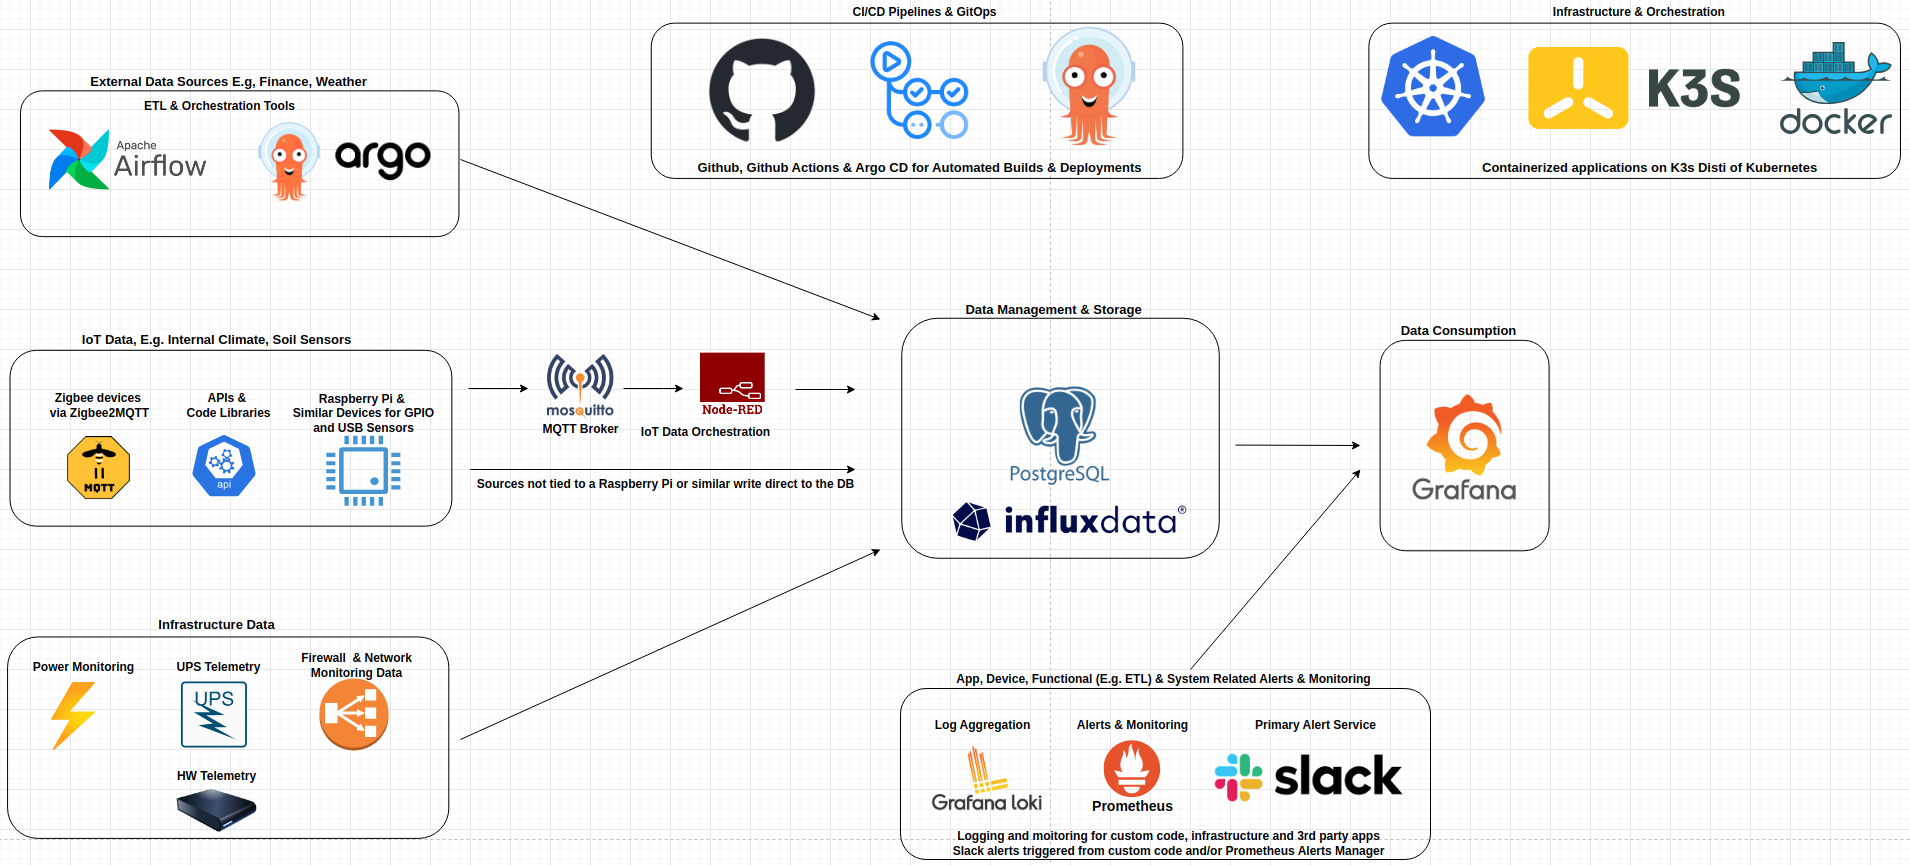 CI/CD Pipelines & GitOps
Github, Github Actions & Argo CD for Automated Builds & Deployments
Infrastructure & Orchestration
K3S
docker
Containerized applications on K3s Disti of Kubernetes
External Data Sources E.g, Finance, Weather
ETL & Orchestration Tools
Apache
Airflow
argo
IoT Data, E.g. Internal Climate, Soil Sensors
Zigbee devices
via Zigbee2MQTT
MQTT
APIs &
Code Libraries
api
Raspberry Pi &
Similar Devices for GPIO
and USB Sensors
mosquitto
MQTT Broker
Node-RED
IoT Data Orchestration
Sources not tied to a Raspberry Pi or similar write direct to the DB
Data Management & Storage
PostgreSQL
influxdata®
Data Consumption
Grafana
Infrastructure Data
Power Monitoring
UPS Telemetry
UPS
Firewall & Network
Monitoring Data
HW Telemetry
App, Device, Functional (E.g. ETL) & System Related Alerts & Monitoring
Log Aggregation
Grafana loki
Alerts & Monitoring
Prometheus
Primary Alert Service
slack
Logging and moitoring for custom code, infrastructure and 3rd party apps
Slack alerts triggered from custom code and/or Prometheus Alerts Manager